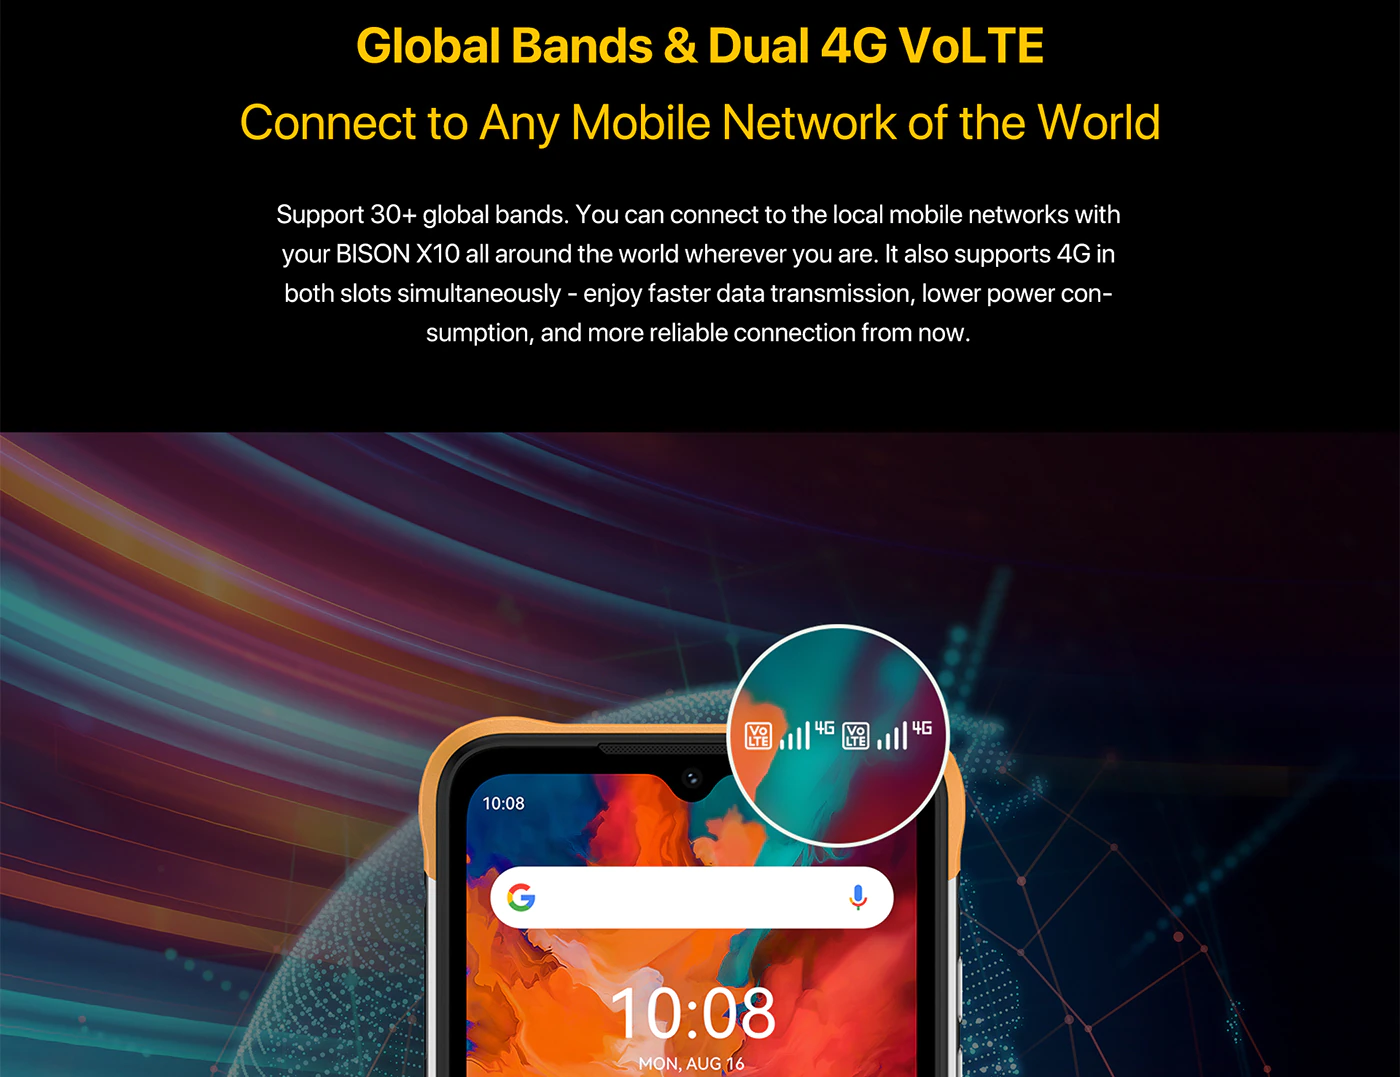 Global Bands & Dual 4G VoLTE
Connect to Any Mobile Network of the World
Support 30+ global bands. You can connect to the local mobile networks with
your BISON X10 all around the world wherever you are. It also supports 4G in
both slots simultaneously - enjoy faster data transmission, lower power con-
sumption, and more reliable connection from now.
Vo LTE 4G Vo LTE 4G
10:08
G
10:08
MON, AUG 16